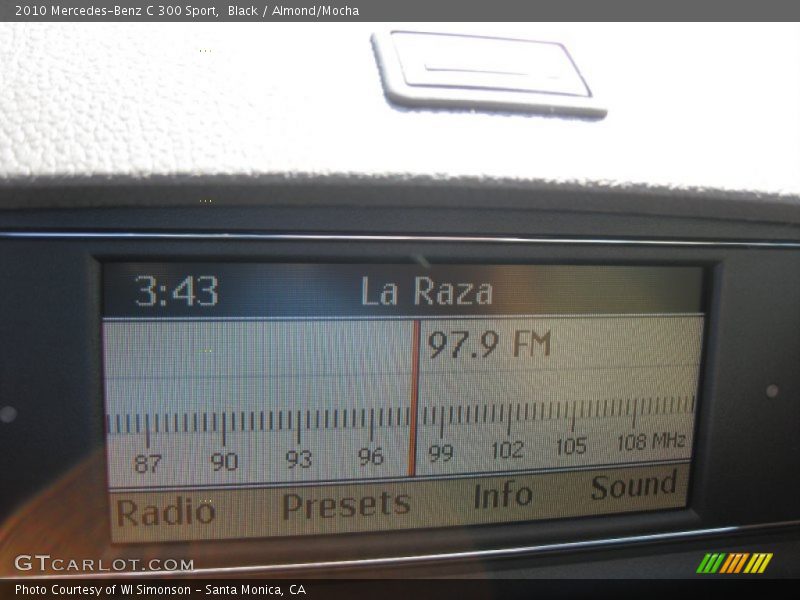 2010 Mercedes-Benz C 300 Sport,  Black / Almond/Mocha
3:43 La Raza
97.9 FM
87 90 93 96 99 102 105 108 MHz
Radio Presets Info Sound
GTCARLOT.COM
Photo Courtesy of WI Simonson - Santa Monica, CA